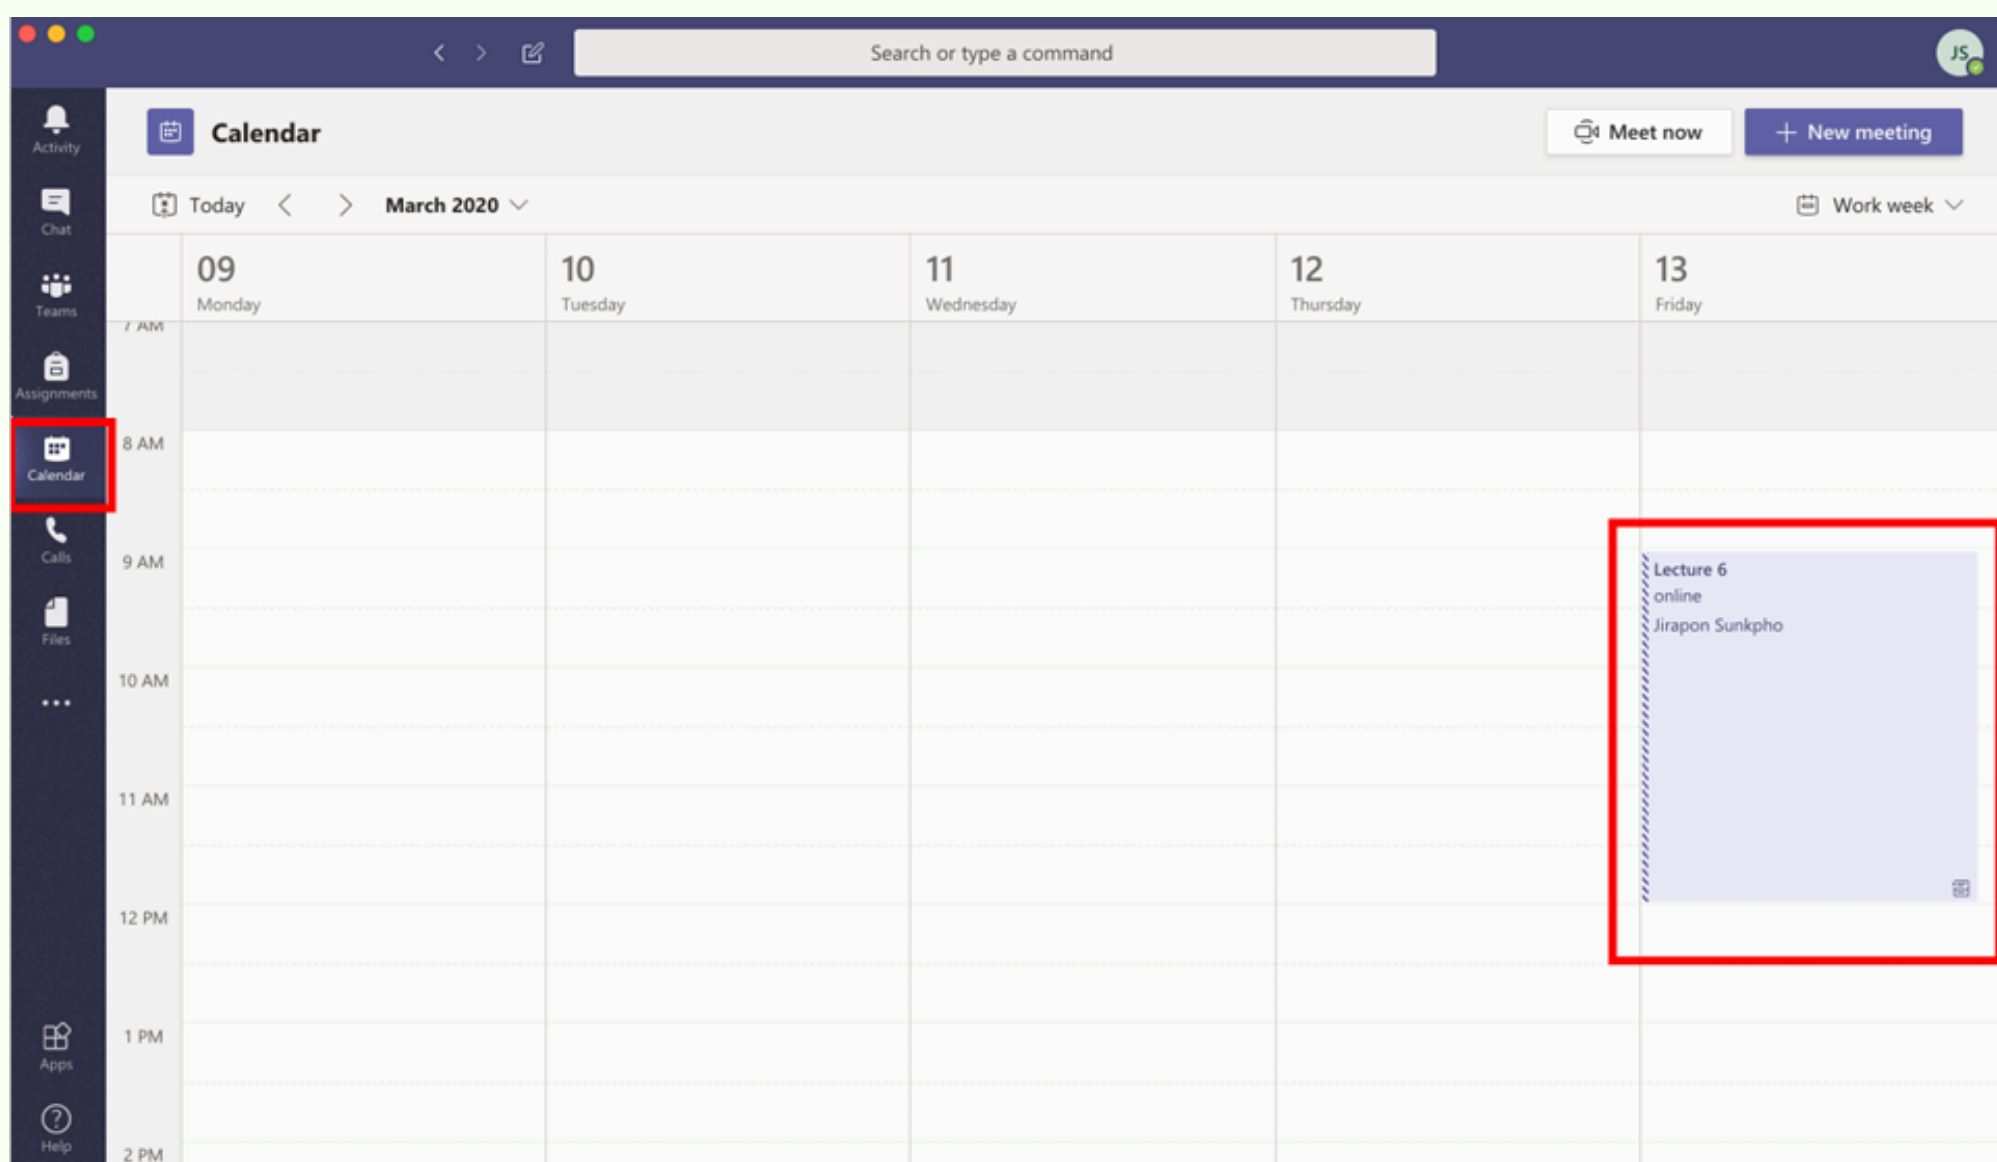 Search or type a command
JS
Activity
Chat
Teams
Assignments
Calendar
Calls
Files
Apps
Help
Calendar
Meet now
+ New meeting
Today
March 2020
Work week
09
Monday
10
Tuesday
11
Wednesday
12
Thursday
13
Friday
7 AM
8 AM
9 AM
10 AM
11 AM
12 PM
1 PM
2 PM
Lecture 6
online
Jirapon Sunkpho